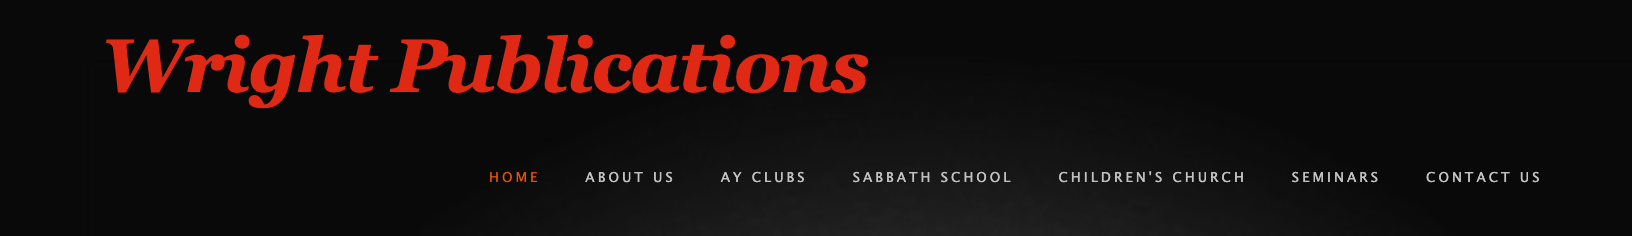 Wright Publications
HOME ABOUT US AY CLUBS SABBATH SCHOOL CHILDREN'S CHURCH SEMINARS CONTACT US